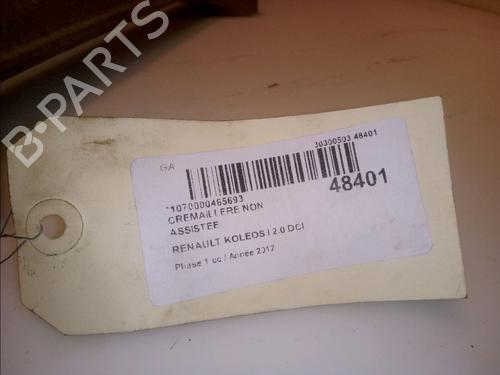 B-PARTS
GA
30300503 48401
*1070000465693
48401
CREMAILLERE NON
ASSISTEE
RENAULT KOLEOS I 2.0 DCI
Phase 1 cc / Année 2012